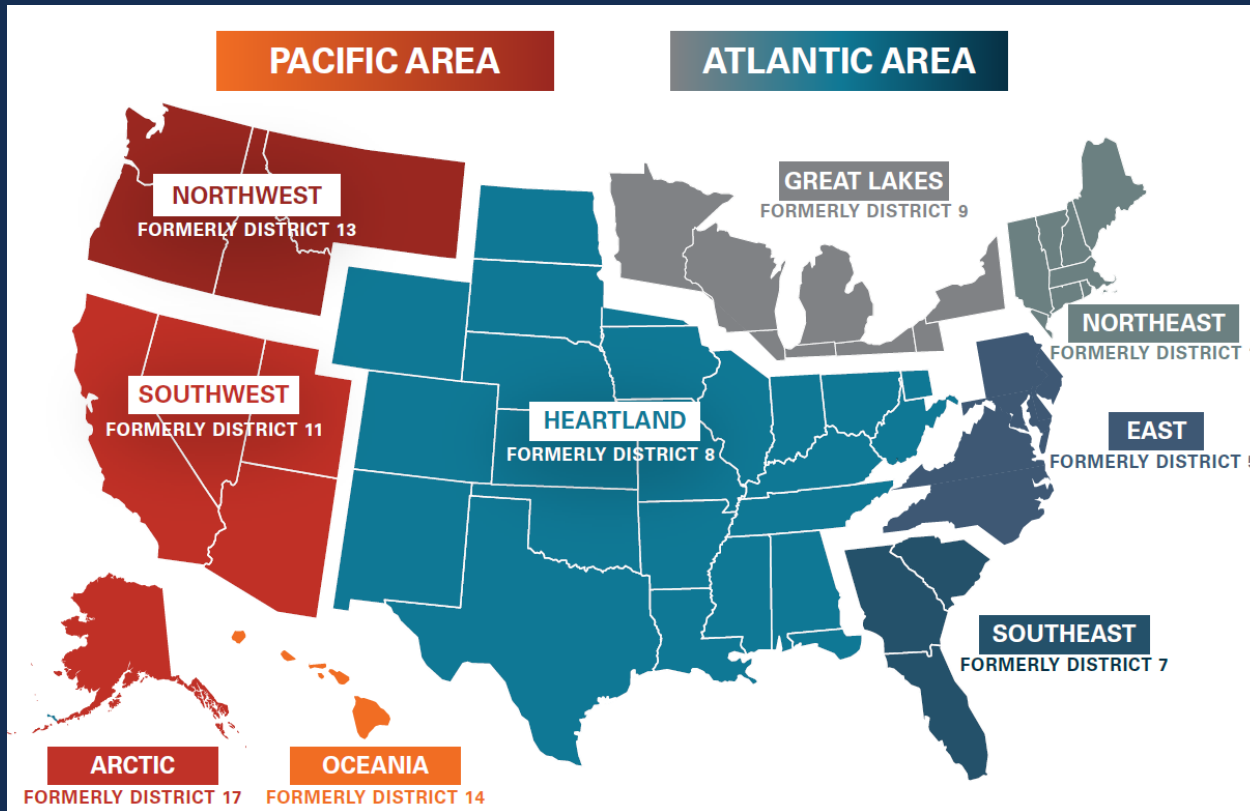 PACIFIC AREA
ATLANTIC AREA
NORTHWEST
FORMERLY DISTRICT 13
GREAT LAKES
FORMERLY DISTRICT 9
NORTHEAST
FORMERLY DISTRICT
SOUTHWEST
FORMERLY DISTRICT 11
HEARTLAND
FORMERLY DISTRICT 8
EAST
FORMERLY DISTRICT 5
SOUTHEAST
FORMERLY DISTRICT 7
ARCTIC
FORMERLY DISTRICT 17
OCEANIA
FORMERLY DISTRICT 14